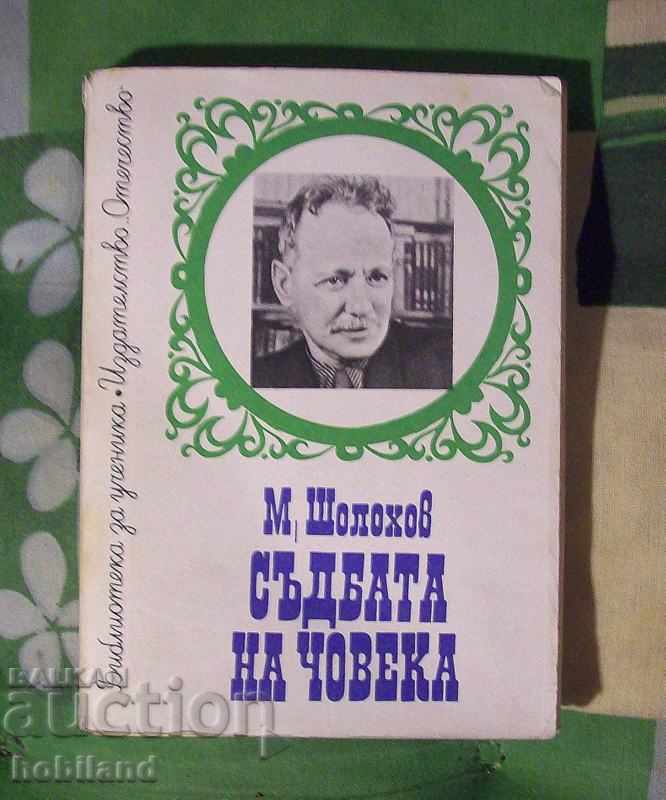 Библиотека за ученика • Издателство „Отечество“
М. Шолохов
СЪДБАТА
НА ЧОВЕКА
BALKAN
auction
hobiland